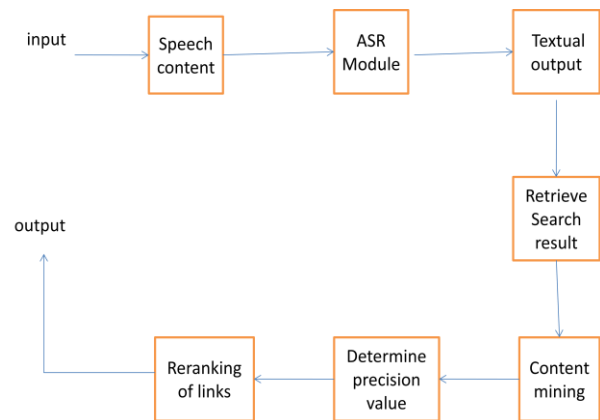 input
Speech
content
ASR
Module
Textual
output
Retrieve
Search
result
Content
mining
Determine
precision
value
Reranking
of links
output